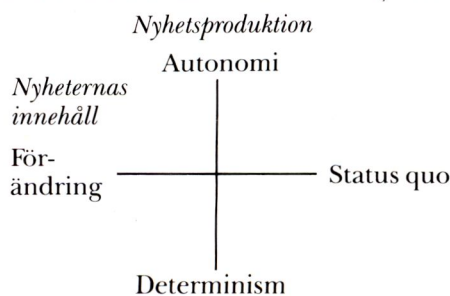 Nyhetsproduktion
Autonomi
Nyheternas
innehåll
För-
ändring
Status quo
Determinism